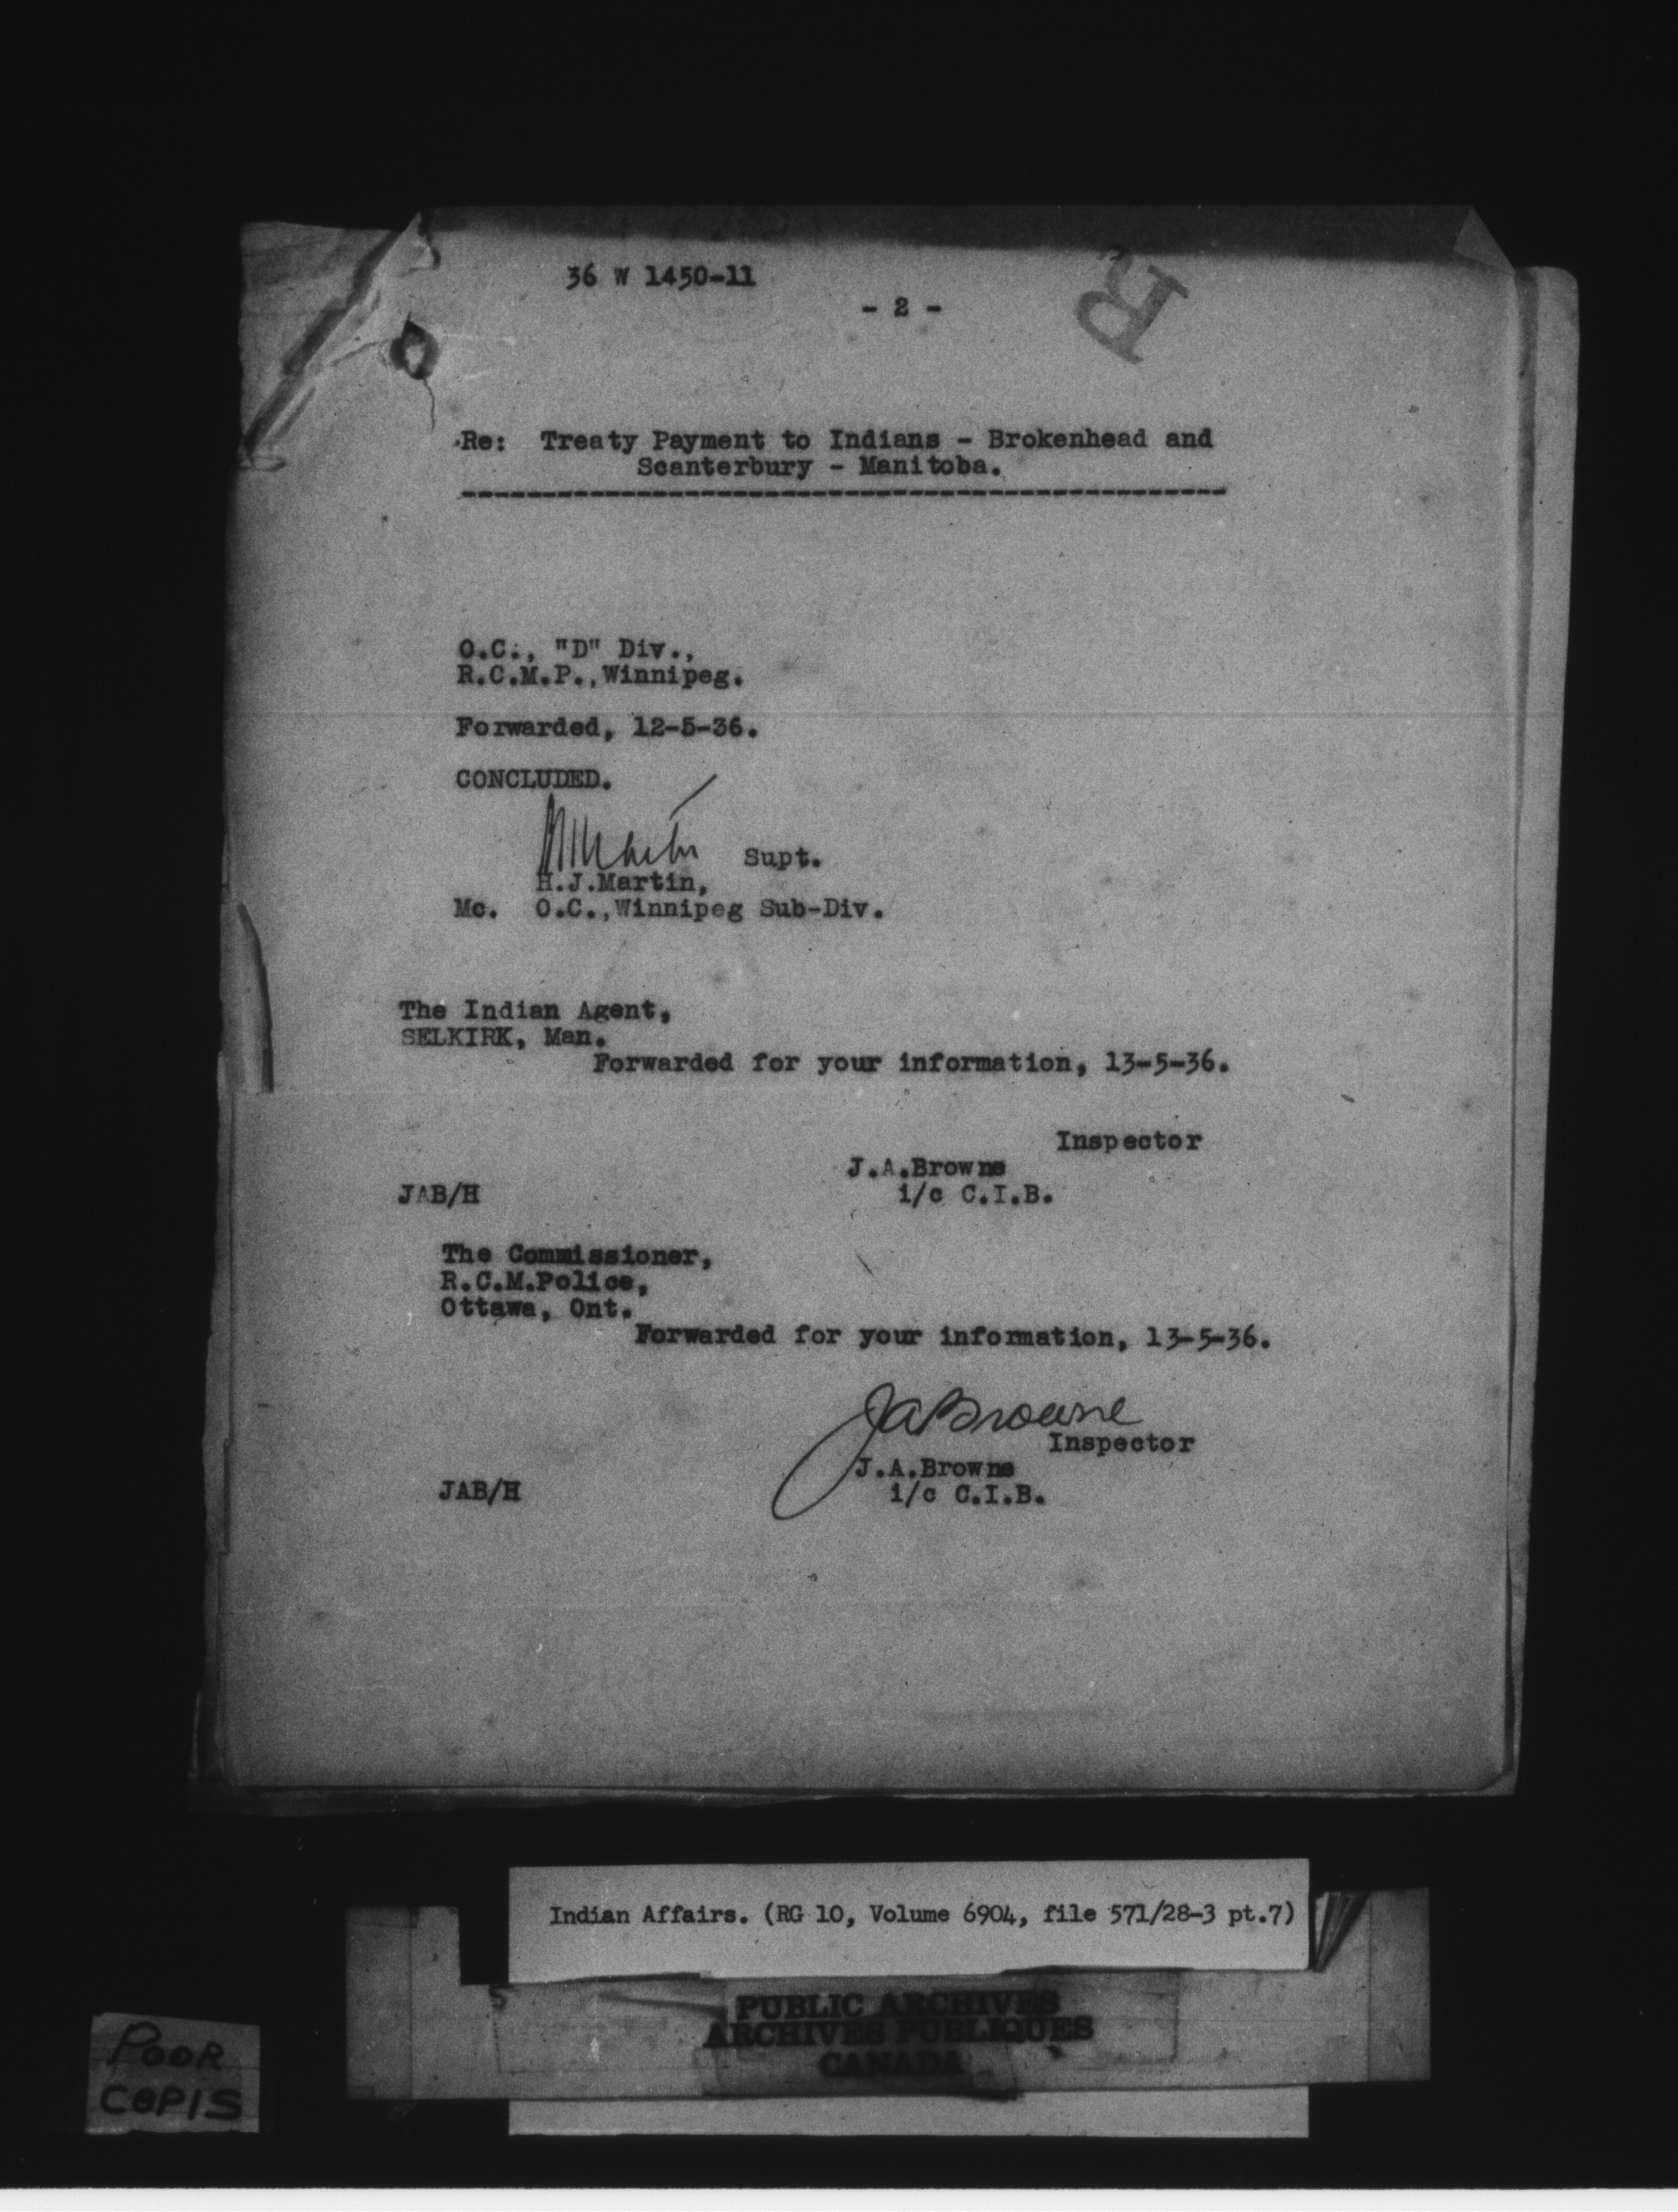 36 W 1450-11
- 2 -
R
Re: Treaty Payment to Indians - Brokenhead and
Scanterbury - Manitoba.
O.C., "D" Div.,
R.C.M.P.,Winnipeg.
Forwarded, 12-5-36.
CONCLUDED.
Supt.
H.J.Martin,
Mc. O.C.,Winnipeg Sub-Div.
The Indian Agent,
SELKIRK, Man.
Forwarded for your information, 13-5-36.
Inspector
J.A.Browne
JAB/H i/c C.I.B.
The Commissioner,
R.C.M.Police,
Ottawa, Ont.
Forwarded for your information, 13-5-36.
JABrowne
Inspector
J.A.Browne
JAB/H i/c C.I.B.
Indian Affairs. (RG 10, Volume 6904, file 571/28-3 pt.7)
PUBLIC ARCHIVES
ARCHIVES PUBLIQUES
CANADA
POOR
COPIS